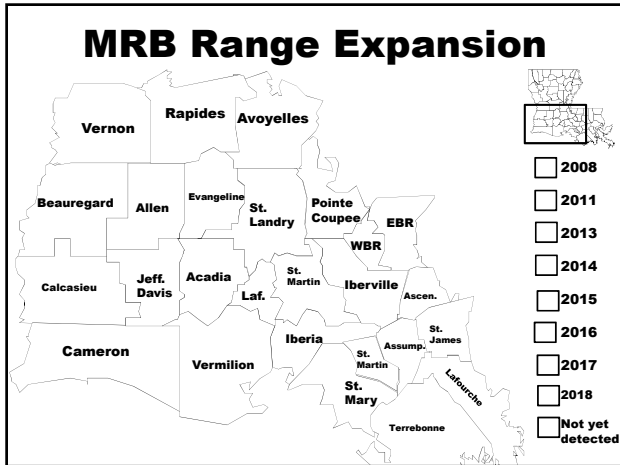 MRB Range Expansion
Vernon
Rapides
Avoyelles
Beauregard
Allen
Evangeline
St.
Landry
Pointe
Coupee
EBR
WBR
Calcasieu
Jeff.
Davis
Acadia
Laf.
St.
Martin
Iberville
Ascen.
Cameron
Vermilion
Iberia
St.
Martin
Assump.
St.
James
St.
Mary
Lafourche
Terrebonne
2008
2011
2013
2014
2015
2016
2017
2018
Not yet
detected